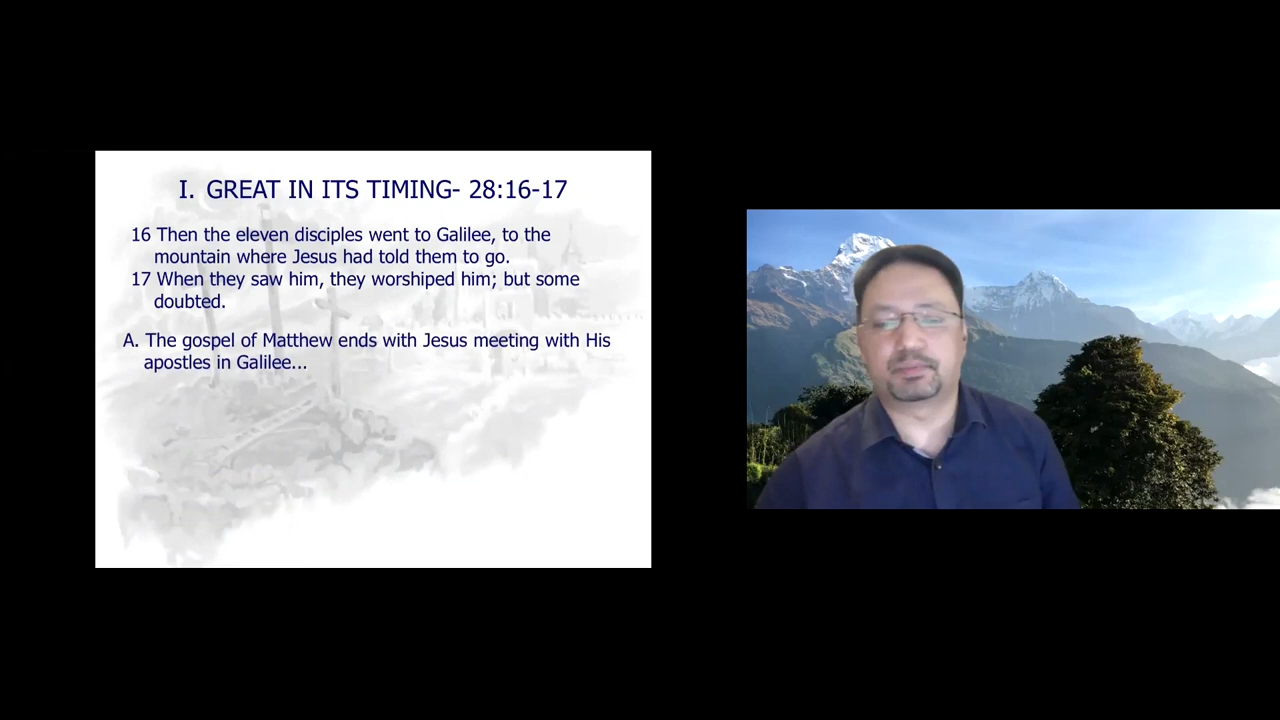 I. GREAT IN ITS TIMING- 28:16-17
16 Then the eleven disciples went to Galilee, to the
mountain where Jesus had told them to go.
17 When they saw him, they worshiped him; but some
doubted.
A. The gospel of Matthew ends with Jesus meeting with His
apostles in Galilee...